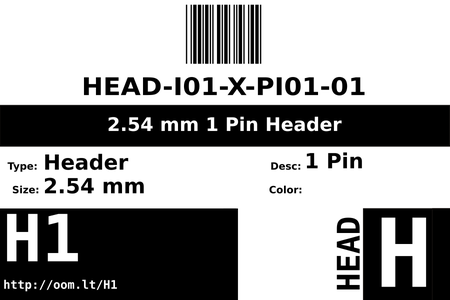 HEAD-I01-X-PI01-01
2.54 mm 1 Pin Header
Type: Header
Desc: 1 Pin
Size: 2.54 mm
Color:
H1
http://oom.lt/H1
HEAD
H